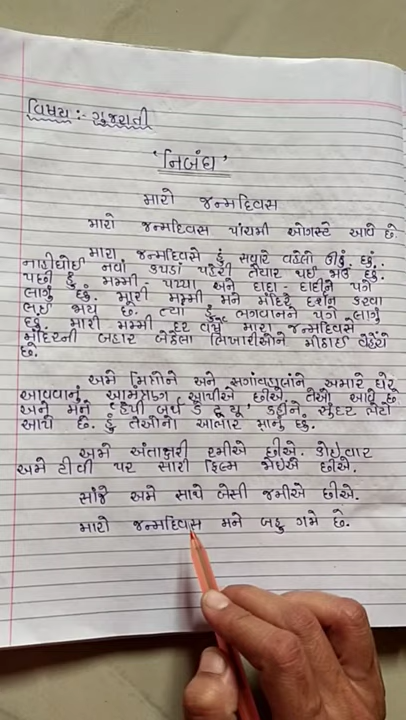 વિષય :- ગુજરાતી
'નિબંધ'
મારો જન્મદિવસ
મારો જન્મદિવસ પાંચમી ઓગસ્ટે આવે છે.
મારા જન્મદિવસે હું સવારે વહેલો ઊઠું છું.
નાહીધોઈ નવાં કપડાં પહેરી તૈયાર થઈ જાઉં છું.
પછી હું મમ્મી - પપ્પા અને દાદા - દાદીને પગે
લાગું છું. મારી મમ્મી મને મંદિરે દર્શન કરવા
લઈ જાય છે. ત્યાં હું ભગવાનને પગે લાગું
છું. મારી મમ્મી દર વર્ષે મારા જન્મદિવસે
મંદિરની બહાર બેઠેલા ભિખારીઓને મીઠાઈ વહેંચે
છે.
અમે મિત્રોને અને સગાંવહાલાંને અમારે ઘેર
આવવાનું આમંત્રણ આપીએ છીએ. તેઓ આવે છે
અને મને 'હેપી બર્થ ડે ટુ યુ' કહીને સુંદર ભેટો
આપે છે. હું તેઓનો આભાર માનું છું.
અમે અંતાક્ષરી રમીએ છીએ. કોઈવાર
અમે ટીવી પર સારી ફિલ્મ જોઈએ છીએ.
સાંજે અમે સાથે બેસી જમીએ છીએ.
મારો જન્મદિવસ મને બહુ ગમે છે.